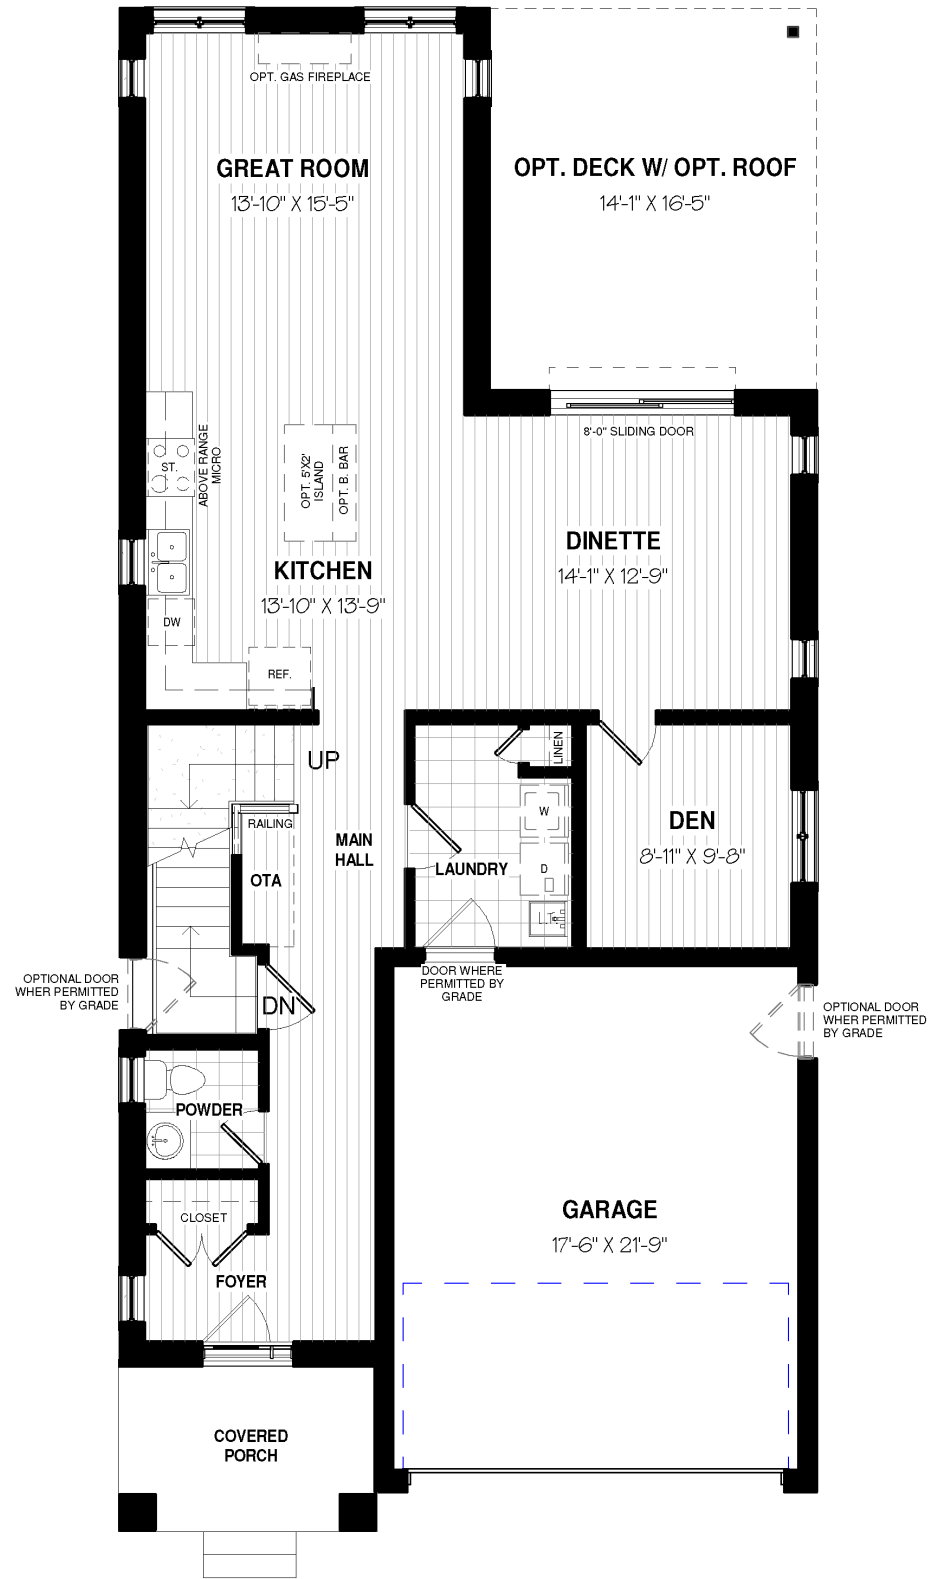 OPT. GAS FIREPLACE
GREAT ROOM
13'-10" X 15'-5"
OPT. DECK W/ OPT. ROOF
14'-1" X 16'-5"
8'-0" SLIDING DOOR
ST.
ABOVE RANGE
MICRO
OPT. 5'X2'
ISLAND
OPT. B. BAR
DINETTE
14'-1" X 12'-9"
KITCHEN
13'-10" X 13'-9"
DW
REF.
UP
LINEN
RAILING
W
DEN
8'-11" X 9'-8"
MAIN
HALL
LAUNDRY
D
OTA
L.T.
OPTIONAL DOOR
WHER PERMITTED
BY GRADE
DOOR WHERE
PERMITTED BY
GRADE
DN
OPTIONAL DOOR
WHER PERMITTED
BY GRADE
POWDER
CLOSET
GARAGE
17'-6" X 21'-9"
FOYER
COVERED
PORCH